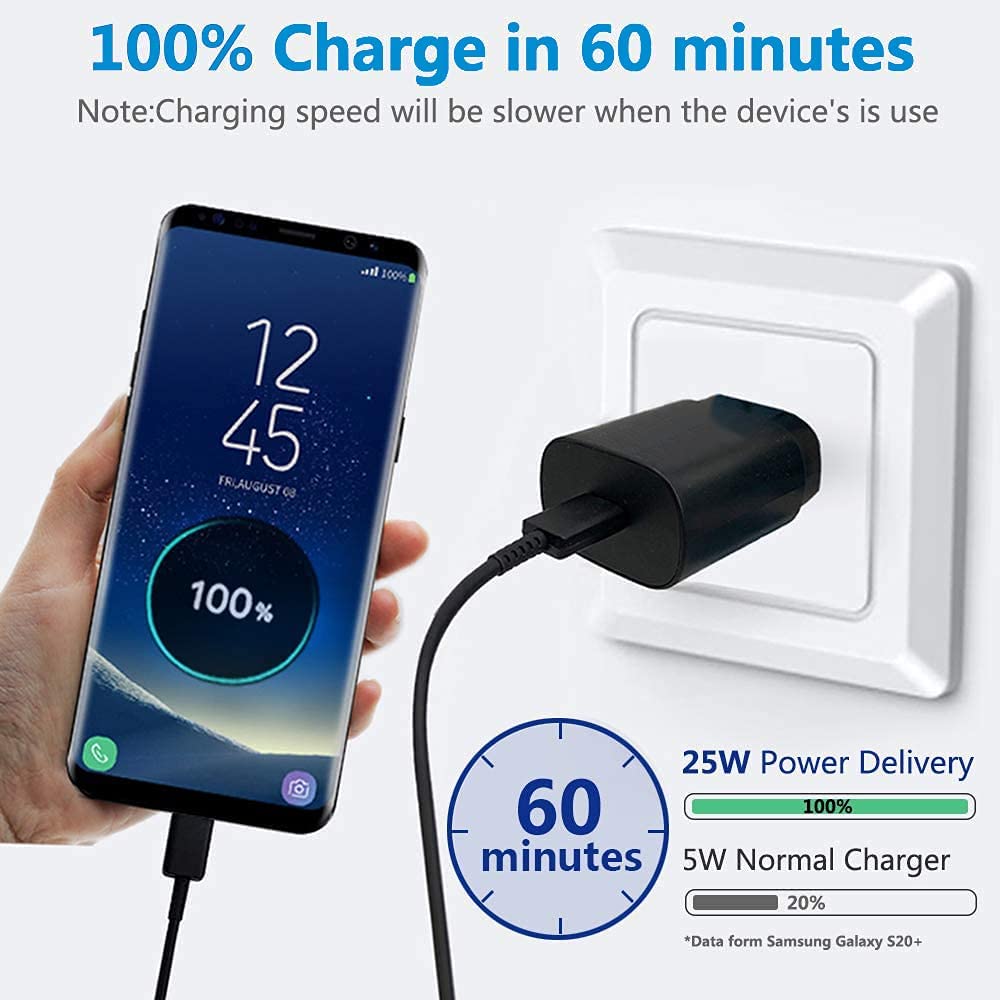 100% Charge in 60 minutes
Note:Charging speed will be slower when the device's is use
100%
12
45
FRI,AUGUST 08
100%
60
minutes
25W Power Delivery
100%
5W Normal Charger
20%
*Data form Samsung Galaxy S20+